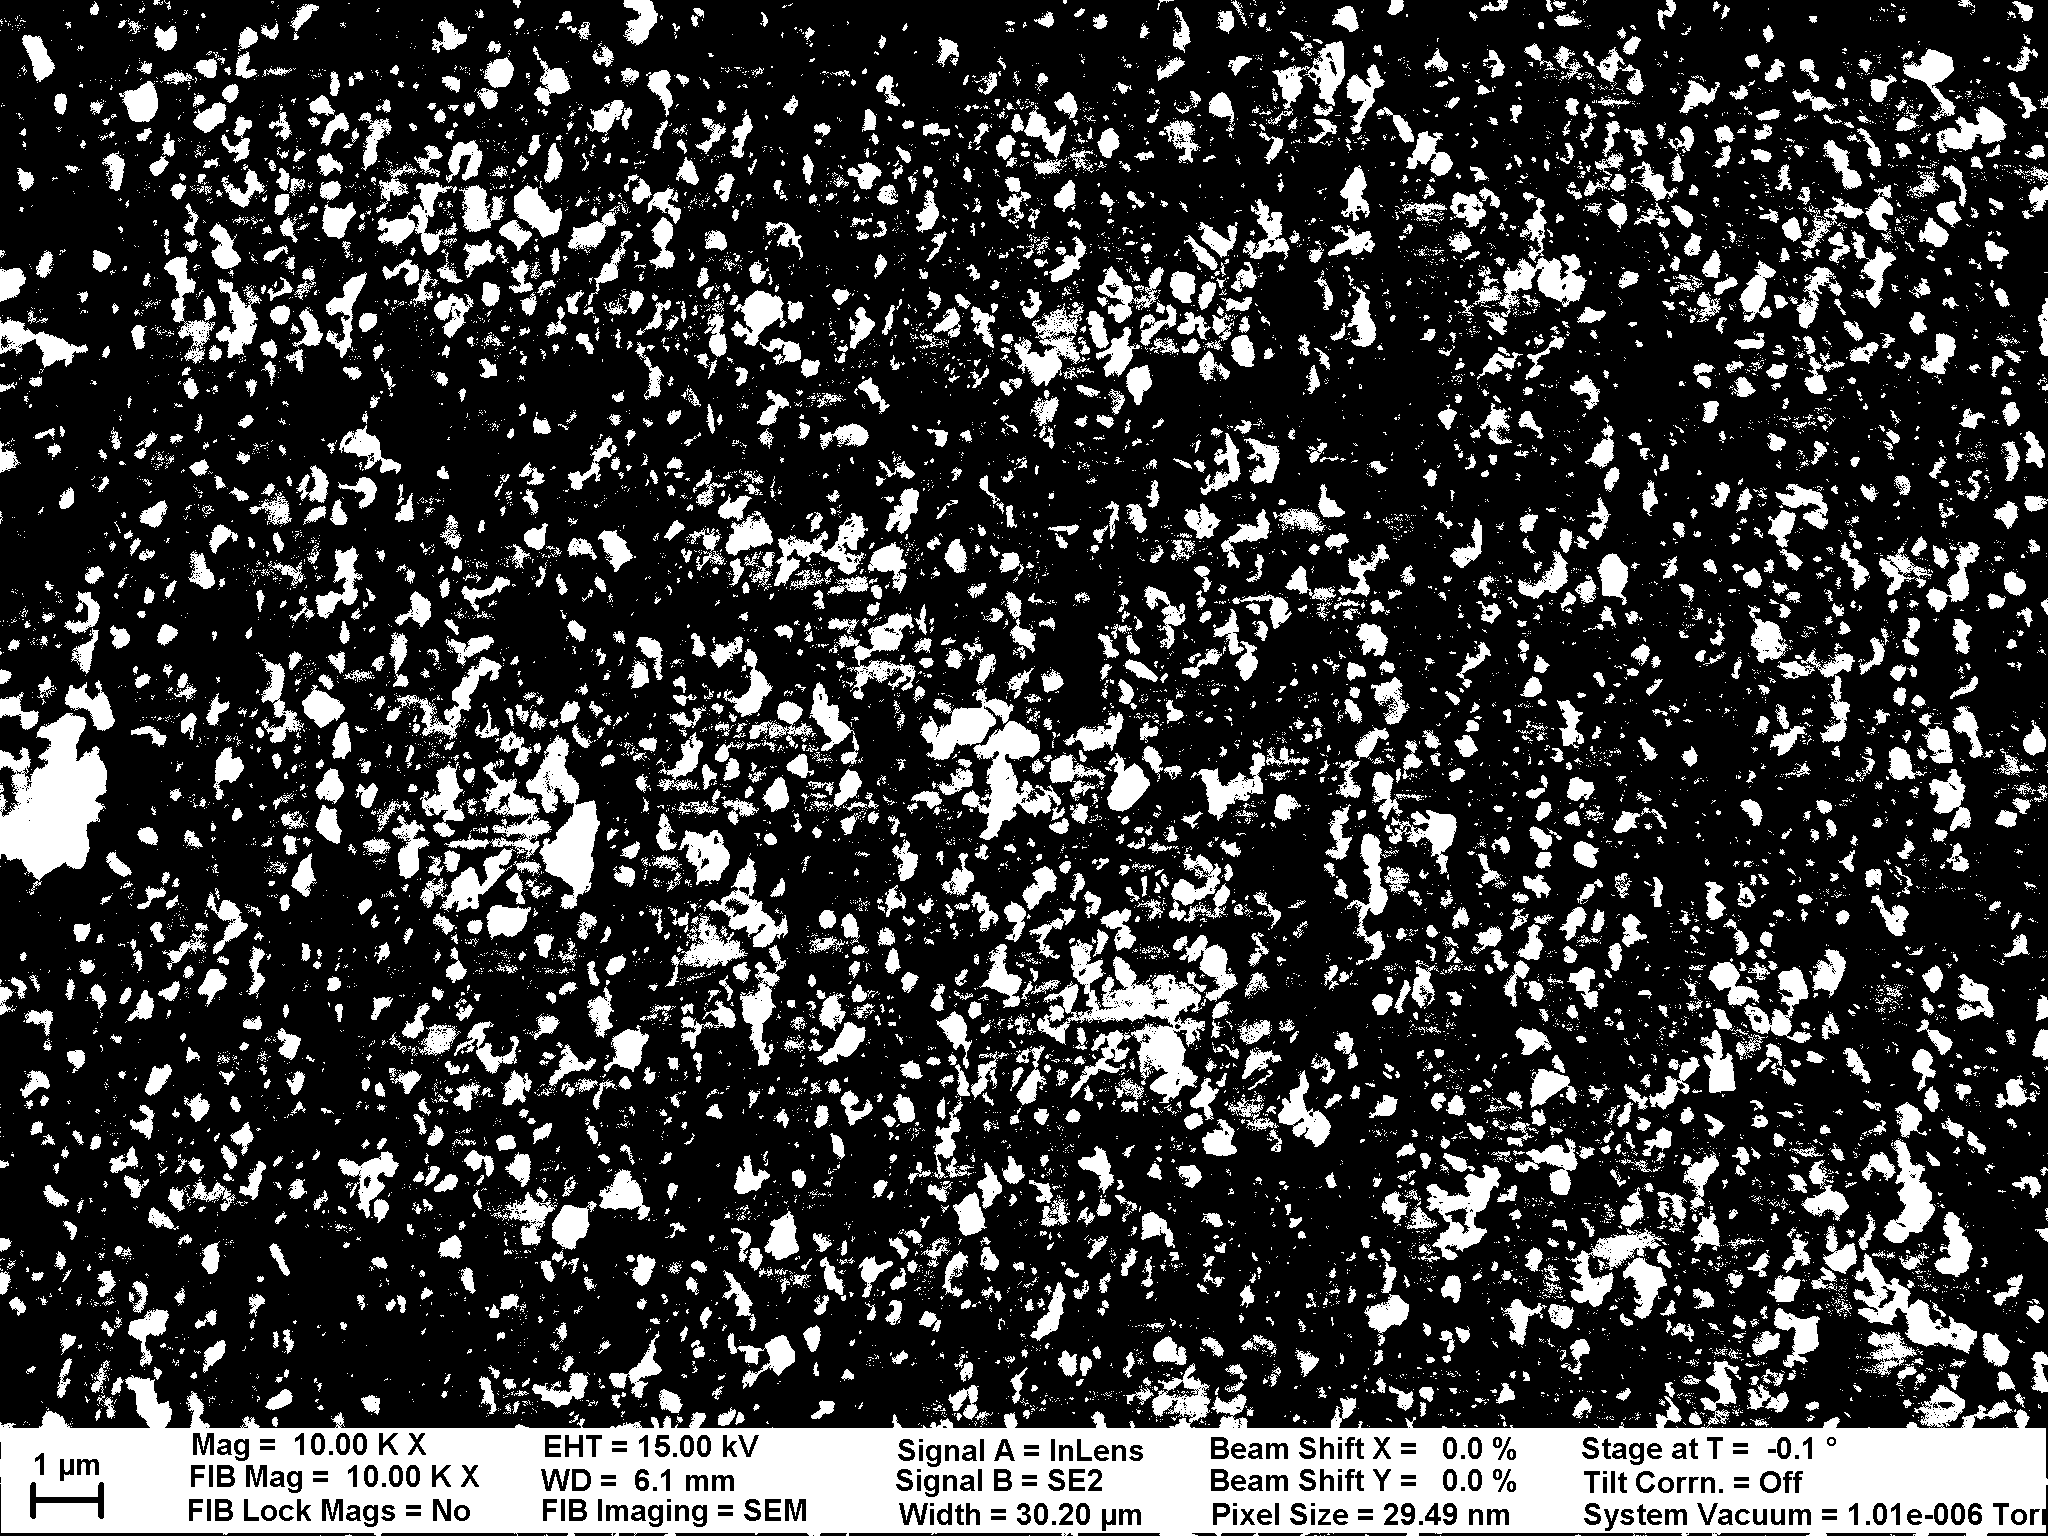 1 µm
Mag = 10.00 K X
FIB Mag = 10.00 K X
FIB Lock Mags = No
EHT = 15.00 kV
WD = 6.1 mm
FIB Imaging = SEM
Signal A = InLens
Signal B = SE2
Width = 30.20 µm
Beam Shift X = 0.0 %
Beam Shift Y = 0.0 %
Pixel Size = 29.49 nm
Stage at T = -0.1 °
Tilt Corrn. = Off
System Vacuum = 1.01e-006